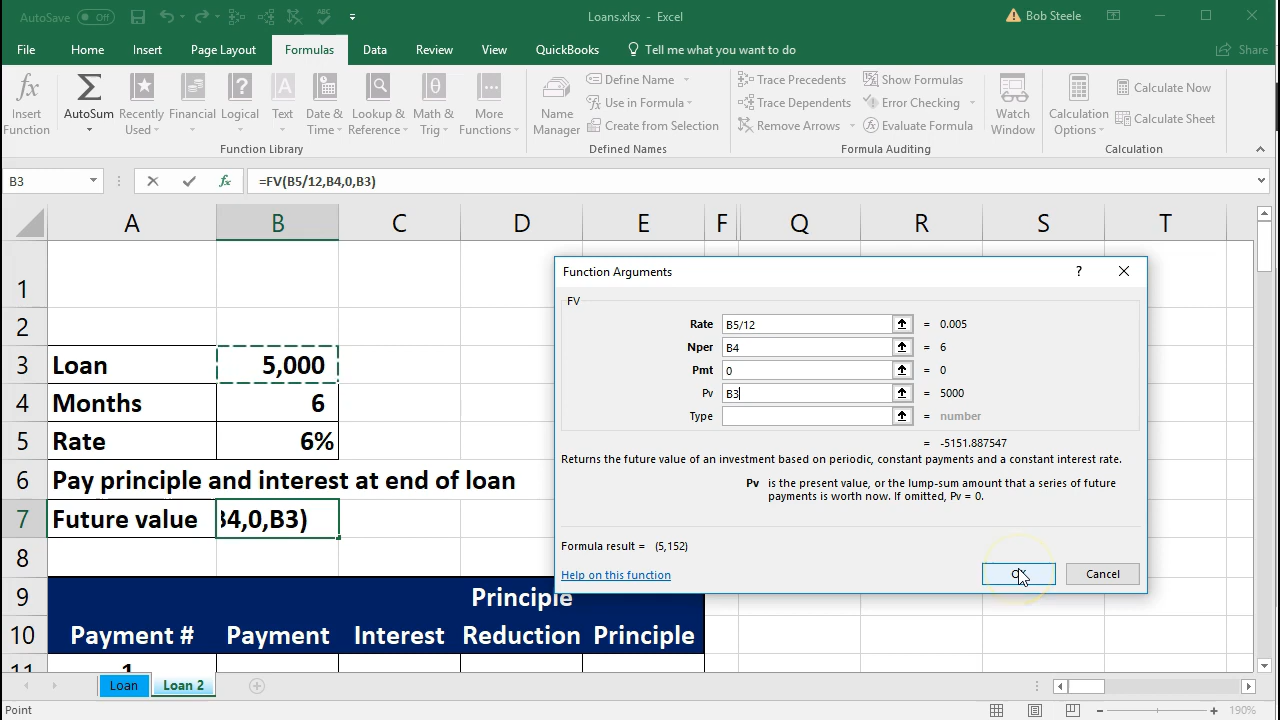 AutoSave Off Loans.xlsx - Excel Bob Steele
File Home Insert Page Layout Formulas Data Review View QuickBooks Tell me what you want to do Share
Insert Function
AutoSum
Recently Used
Financial
Logical
Text
Date & Time
Lookup & Reference
Math & Trig
More Functions
Function Library
Name Manager
Define Name
Use in Formula
Create from Selection
Defined Names
Trace Precedents
Trace Dependents
Remove Arrows
Show Formulas
Error Checking
Evaluate Formula
Formula Auditing
Watch Window
Calculation Options
Calculate Now
Calculate Sheet
Calculation
B3 fx =FV(B5/12,B4,0,B3)
A B C D E F Q R S T
1
2
3 Loan 5,000
4 Months 6
5 Rate 6%
6 Pay principle and interest at end of loan
7 Future value B4,0,B3)
8
9 Principle
10 Payment # Payment Interest Reduction Principle
11 1
Function Arguments ?
FV
Rate B5/12 = 0.005
Nper B4 = 6
Pmt 0 = 0
Pv B3 = 5000
Type = number
= -5151.887547
Returns the future value of an investment based on periodic, constant payments and a constant interest rate.
Pv is the present value, or the lump-sum amount that a series of future
payments is worth now. If omitted, Pv = 0.
Formula result = (5,152)
Help on this function
OK Cancel
Loan Loan 2
Point 190%